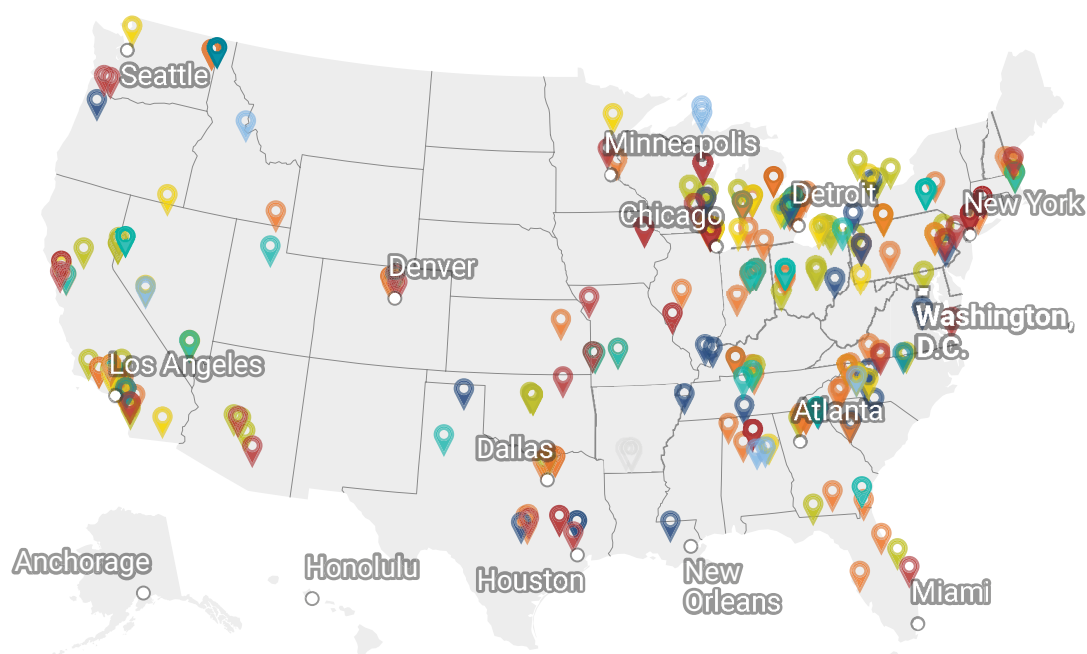 Seattle
Minneapolis
Detroit
New York
Chicago
Denver
Washington,
D.C.
Los Angeles
Atlanta
Dallas
Anchorage
Honolulu
Houston
New
Orleans
Miami